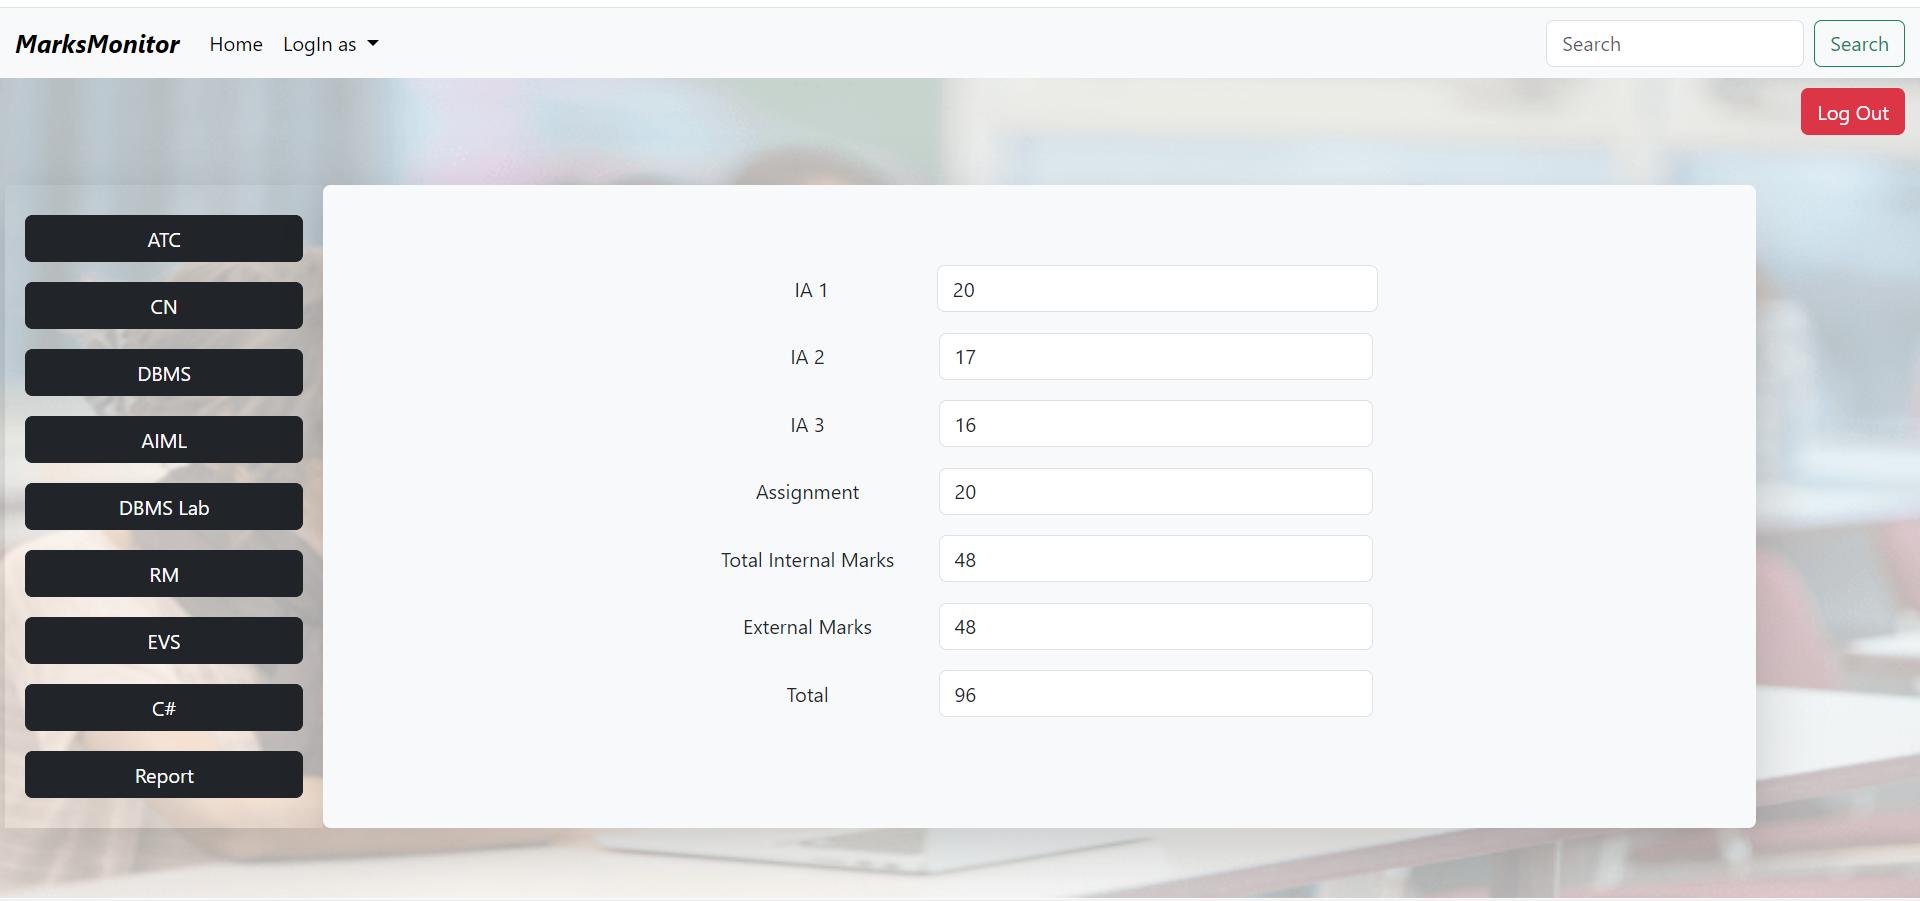 MarksMonitor Home LogIn as Search Search
Log Out
ATC
CN
DBMS
AIML
DBMS Lab
RM
EVS
C#
Report
IA 1 20
IA 2 17
IA 3 16
Assignment 20
Total Internal Marks 48
External Marks 48
Total 96